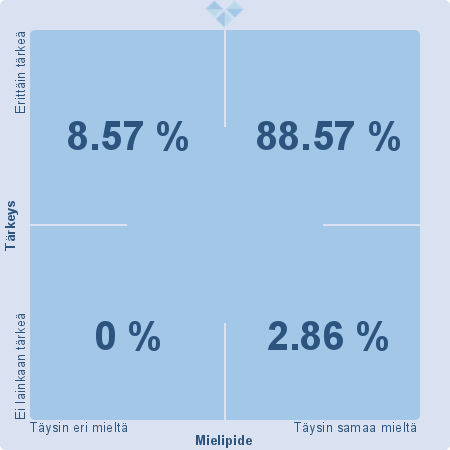 Erittäin tärkeä
8.57 %
88.57 %
Tärkeys
0 %
2.86 %
Ei lainkaan tärkeä
Täysin eri mieltä
Täysin samaa mieltä
Mielipide